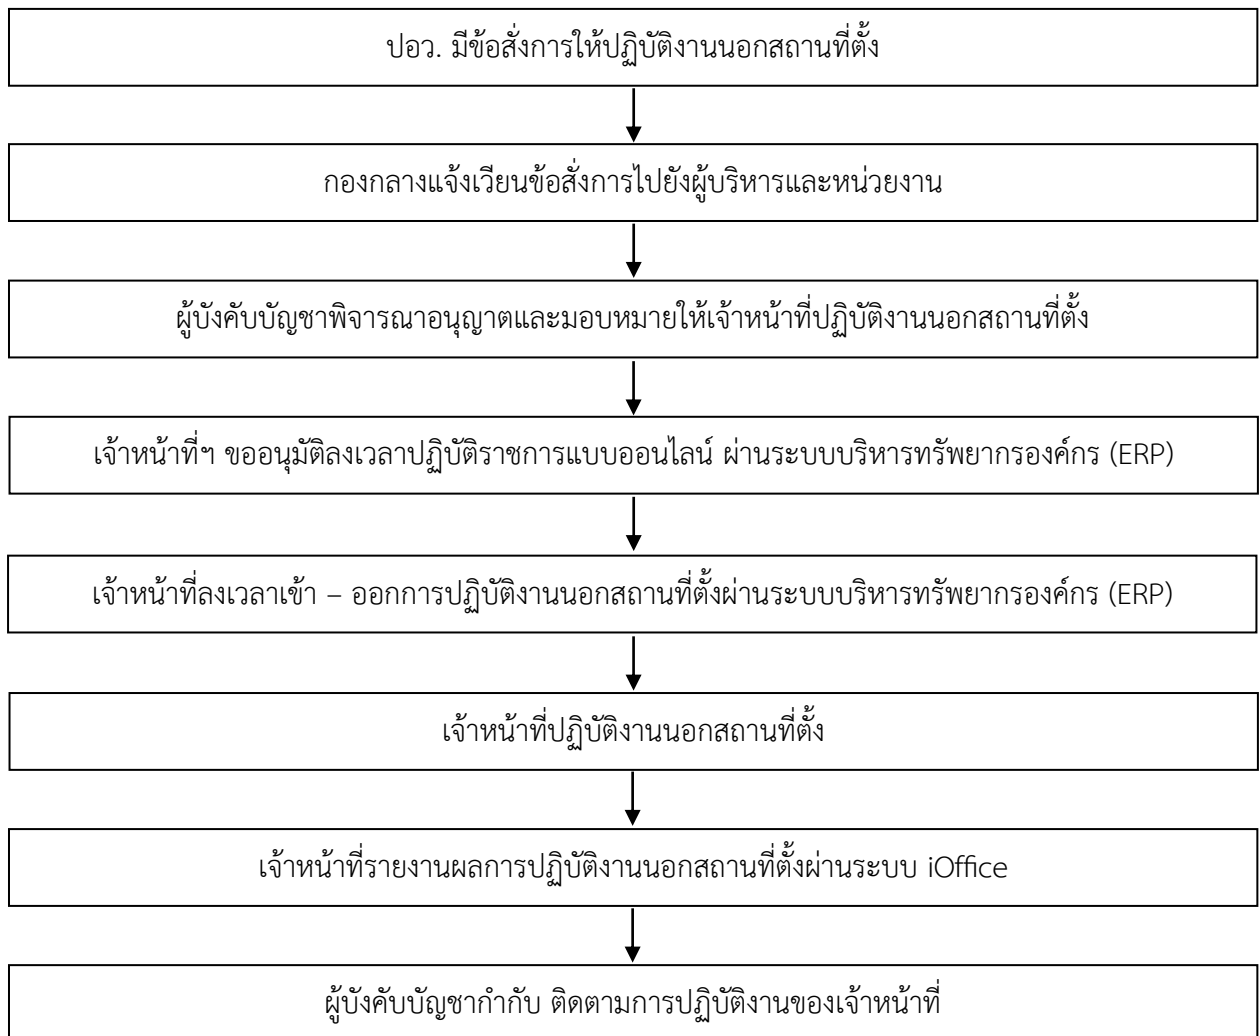 ปอว. มีข้อสั่งการให้ปฏิบัติงานนอกสถานที่ตั้ง
กองกลางแจ้งเวียนข้อสั่งการไปยังผู้บริหารและหน่วยงาน
ผู้บังคับบัญชาพิจารณาอนุญาตและมอบหมายให้เจ้าหน้าที่ปฏิบัติงานนอกสถานที่ตั้ง
เจ้าหน้าที่ฯ ขออนุมัติลงเวลาปฏิบัติราชการแบบออนไลน์ ผ่านระบบบริหารทรัพยากรองค์กร (ERP)
เจ้าหน้าที่ลงเวลาเข้า – ออกการปฏิบัติงานนอกสถานที่ตั้งผ่านระบบบริหารทรัพยากรองค์กร (ERP)
เจ้าหน้าที่ปฏิบัติงานนอกสถานที่ตั้ง
เจ้าหน้าที่รายงานผลการปฏิบัติงานนอกสถานที่ตั้งผ่านระบบ iOffice
ผู้บังคับบัญชากำกับ ติดตามการปฏิบัติงานของเจ้าหน้าที่